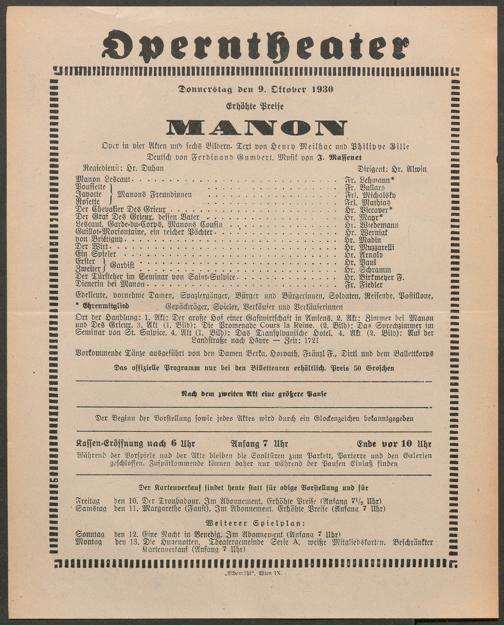 Operntheater
Donnerstag den 9. Oktober 1930
Erhöhte Preise
MANON
Oper in vier Akten und sechs Bildern. Text von Henry Meilhac und Philippe Gille
Deutsch von Ferdinand Gumbert. Musik von J. Massenet
Regiedienst: Hr. Duhan Dirigent: Hr. Alwin
Manon Lescaut Fr. Lehmann*
Poussette Fr. Bullars
Javotte } Manons Freundinnen Frl. Michalsky
Rosette Frl. Mathias
Der Chevalier Des Grieux Hr. Piccaver*
Der Graf Des Grieux, dessen Vater Hr. Mayr*
Lescaut, Garde-du-Corps, Manons Cousin Hr. Wiedemann
Guillot-Morfontaine, ein reicher Pächter Hr. Wernigk
von Brétigny Hr. Madin
Der Wirt Hr. Muzzarelli
Ein Spieler Hr. Arnold
Erster } Gardist Hr. Paul
Zweiter Hr. Schramm
Der Türsteher im Seminar von Saint-Sulpice Hr. Birkmeyer F.
Dienerin bei Manon Fr. Fiederer
Edelleute, vornehme Damen, Spaziergänger, Bürger und Bürgerinnen, Soldaten, Reisende, Postillone,
* Ehrenmitglied Gepäckträger, Spieler, Verkäufer und Verkäuferinnen
Ort der Handlung: 1. Akt: Der große Hof einer Gastwirtschaft in Amiens. 2. Akt: Zimmer bei Manon
und Des Grieux. 3. Akt (1. Bild): Die Promenade Cours la Reine. (2. Bild): Das Sprechzimmer im
Seminar von St. Sulpice. 4. Akt (1. Bild): Das Transsylvanische Hotel. 4. Akt (2. Bild): Auf der
Landstraße nach Hâvre — Zeit: 1721
Vorkommende Tänze ausgeführt von den Damen Berka, Horvath, Fränzl F., Dirtl und dem Ballettkorps
Das offizielle Programm nur bei den Billetteuren erhältlich. Preis 50 Groschen
Nach dem zweiten Akt eine größere Pause
Der Beginn der Vorstellung sowie jedes Aktes wird durch ein Glockenzeichen bekanntgegeben
Kassen-Eröffnung nach 6 Uhr Anfang 7 Uhr Ende vor 10 Uhr
Während der Vorspiele und der Akte bleiben die Saaltüren zum Parkett, Parterre und den Galerien
geschlossen. Zuspätkommende können daher nur während der Pausen Einlaß finden
Der Kartenverkauf findet heute statt für obige Vorstellung und für
Freitag den 10. Der Troubadour. Im Abonnement. Erhöhte Preise (Anfang 7½ Uhr)
Samstag den 11. Margarethe (Faust). Im Abonnement. Erhöhte Preise (Anfang 7 Uhr)
Weiterer Spielplan:
Sonntag den 12. Eine Nacht in Venedig. Im Abonnement (Anfang 7 Uhr)
Montag den 13. Die Hugenotten. Theatergemeinde Serie A, weiße Mitgliedskarten. Beschränkter
Kartenverkauf (Anfang 7 Uhr)
"Elbemühl", Wien IX.